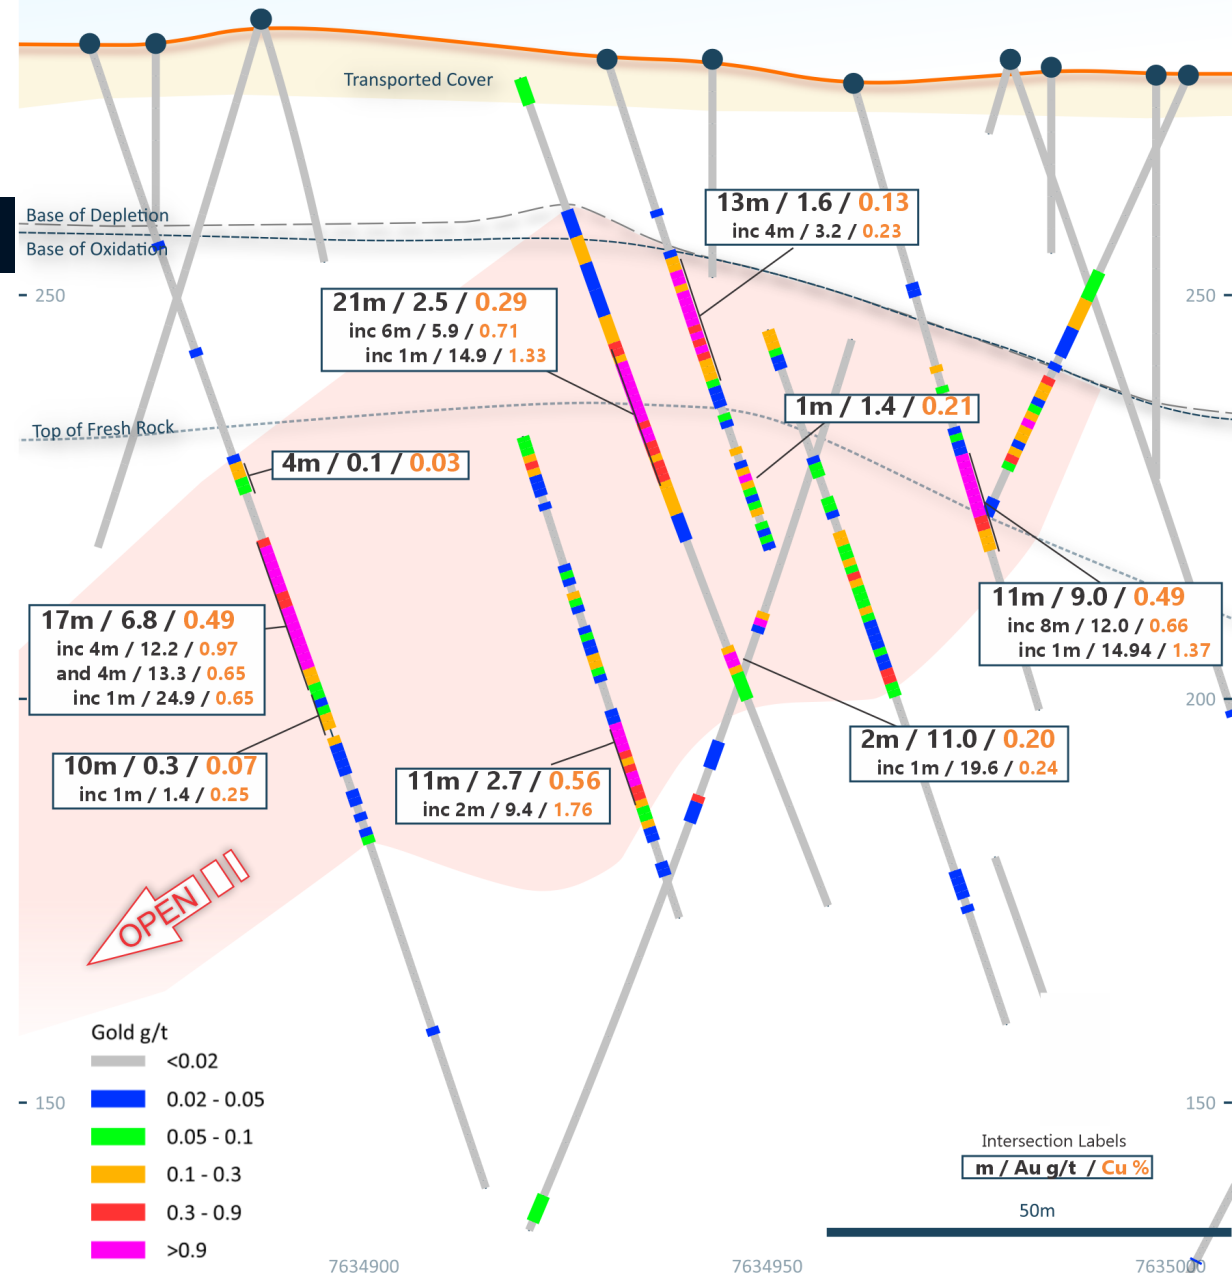 Transported Cover
Base of Depletion
Base of Oxidation
250
250
13m / 1.6 / 0.13
inc 4m / 3.2 / 0.23
21m / 2.5 / 0.29
inc 6m / 5.9 / 0.71
inc 1m / 14.9 / 1.33
1m / 1.4 / 0.21
Top of Fresh Rock
4m / 0.1 / 0.03
17m / 6.8 / 0.49
inc 4m / 12.2 / 0.97
and 4m / 13.3 / 0.65
inc 1m / 24.9 / 0.65
11m / 9.0 / 0.49
inc 8m / 12.0 / 0.66
inc 1m / 14.94 / 1.37
200
10m / 0.3 / 0.07
inc 1m / 1.4 / 0.25
11m / 2.7 / 0.56
inc 2m / 9.4 / 1.76
2m / 11.0 / 0.20
inc 1m / 19.6 / 0.24
OPEN
Gold g/t
<0.02
0.02 - 0.05
0.05 - 0.1
0.1 - 0.3
0.3 - 0.9
>0.9
150
150
Intersection Labels
m / Au g/t / Cu %
50m
7634900
7634950
7635000